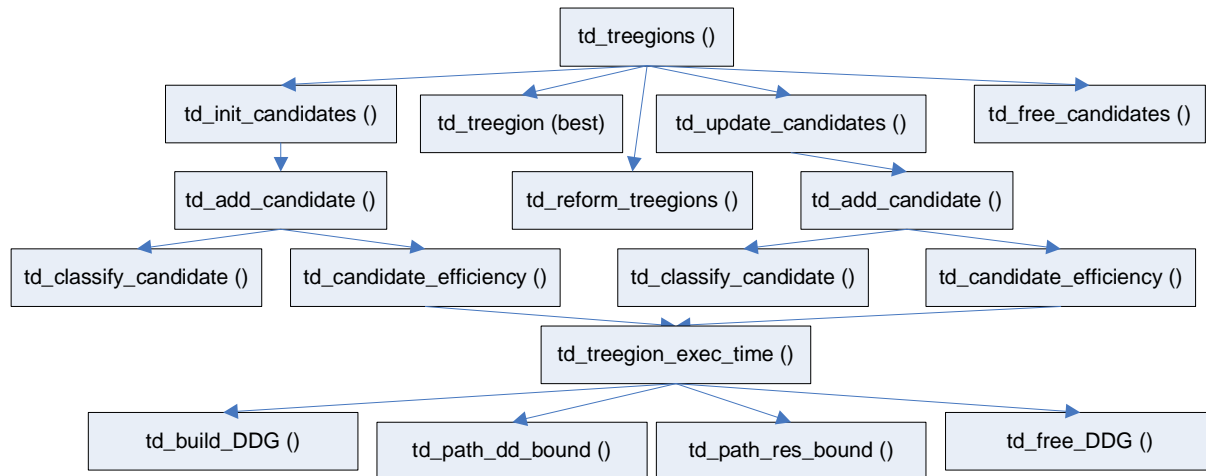 td_treegions ()
td_init_candidates ()
td_treegion (best)
td_update_candidates ()
td_free_candidates ()
td_add_candidate ()
td_reform_treegions ()
td_add_candidate ()
td_classify_candidate ()
td_candidate_efficiency ()
td_classify_candidate ()
td_candidate_efficiency ()
td_treegion_exec_time ()
td_build_DDG ()
td_path_dd_bound ()
td_path_res_bound ()
td_free_DDG ()